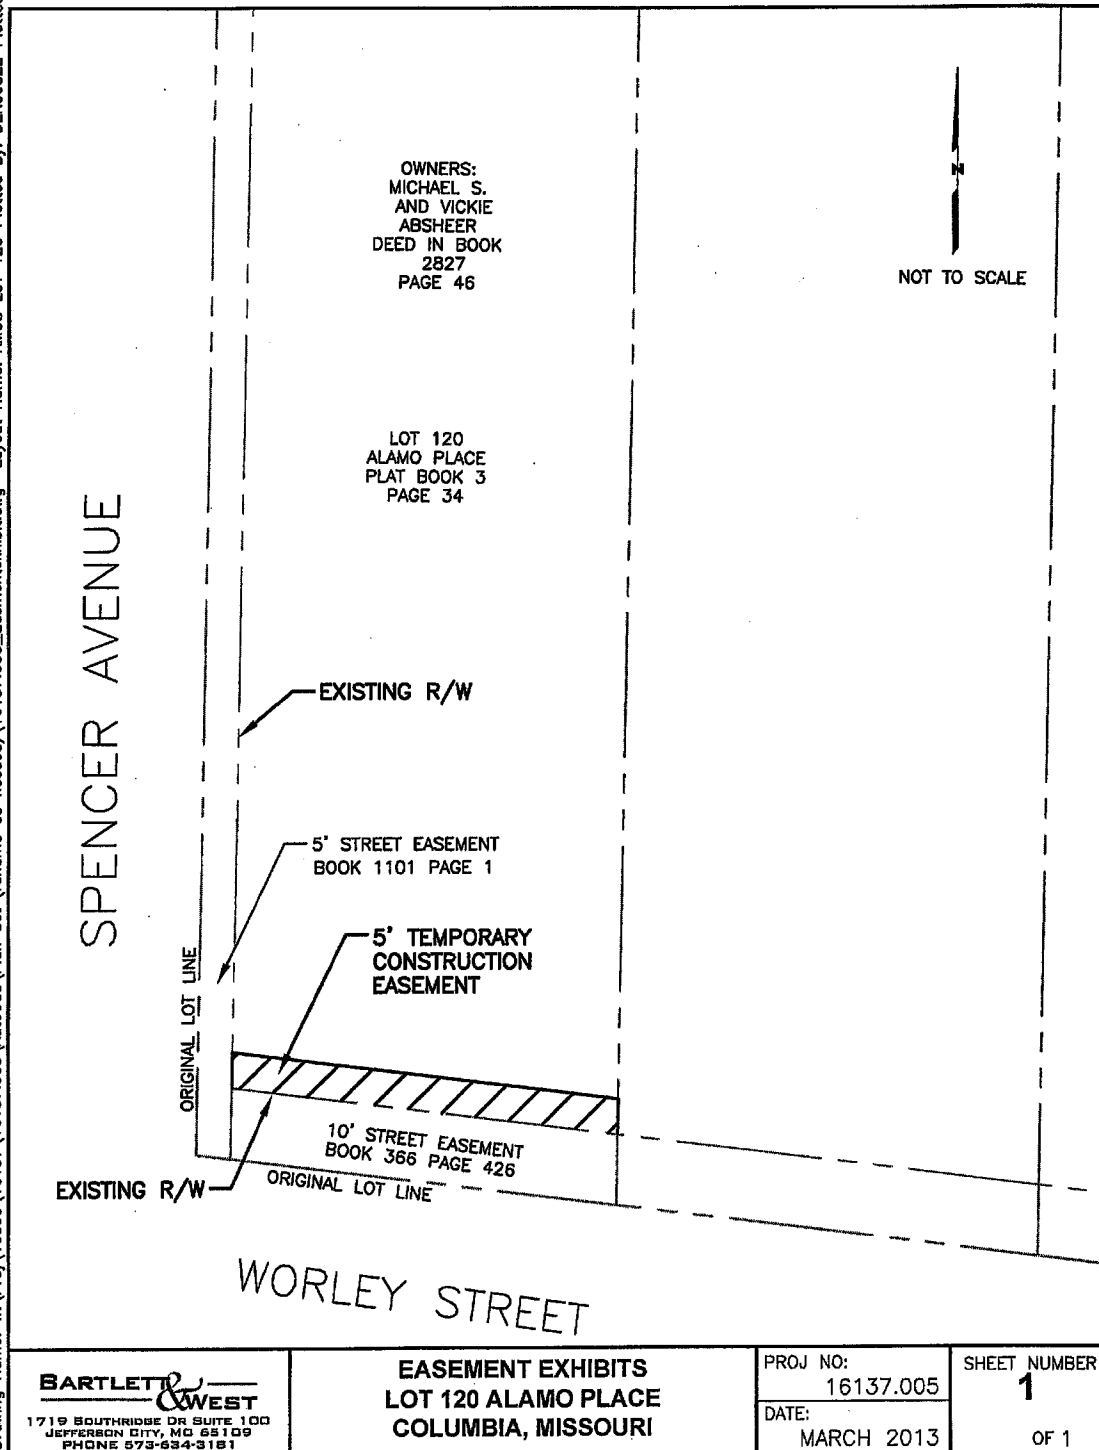 OWNERS:
MICHAEL S.
AND VICKIE
ABSHEER
DEED IN BOOK
2827
PAGE 46
N
NOT TO SCALE
LOT 120
ALAMO PLACE
PLAT BOOK 3
PAGE 34
SPENCER AVENUE
EXISTING R/W
5' STREET EASEMENT
BOOK 1101 PAGE 1
5' TEMPORARY
CONSTRUCTION
EASEMENT
ORIGINAL LOT LINE
10' STREET EASEMENT
BOOK 366 PAGE 426
EXISTING R/W
ORIGINAL LOT LINE
WORLEY STREET
BARTLETT
&WEST
1719 SOUTHRIDGE DR SUITE 100
JEFFERSON CITY, MO 65109
PHONE 573-634-3181
EASEMENT EXHIBITS
LOT 120 ALAMO PLACE
COLUMBIA, MISSOURI
PROJ NO:
16137.005
DATE:
MARCH 2013
SHEET NUMBER
1
OF 1